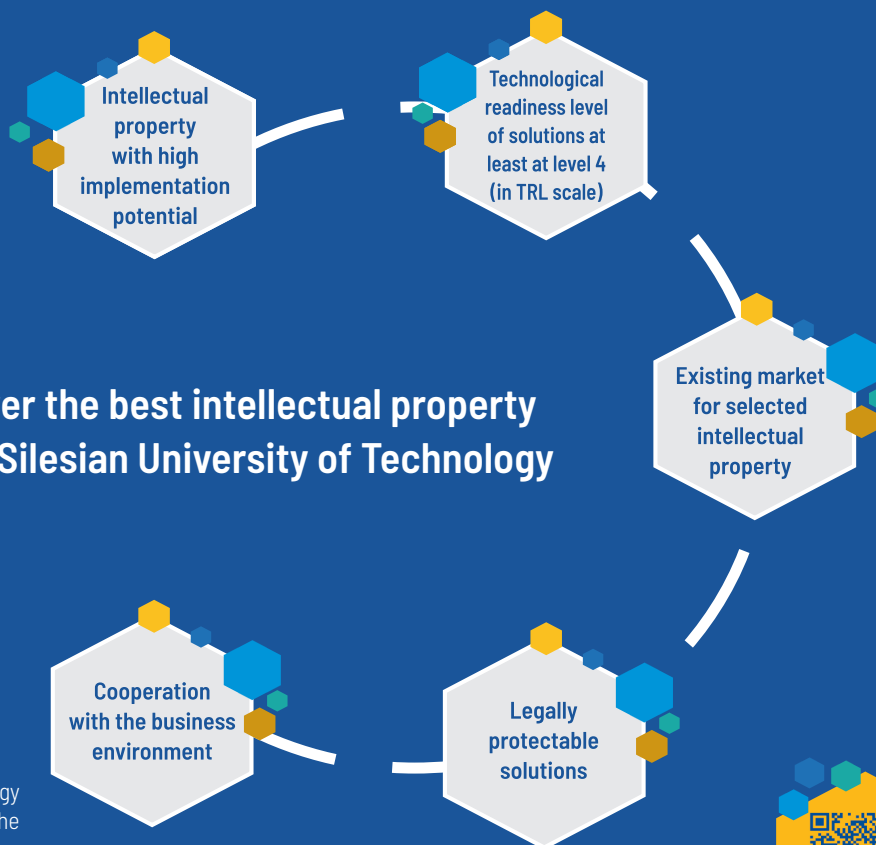 Intellectual
property
with high
implementation
potential
Technological
readiness level
of solutions at
least at level 4
(in TRL scale)
Existing market
for selected
intellectual
property
er the best intellectual property
Silesian University of Technology
Cooperation
with the business
environment
Legally
protectable
solutions
gy
he